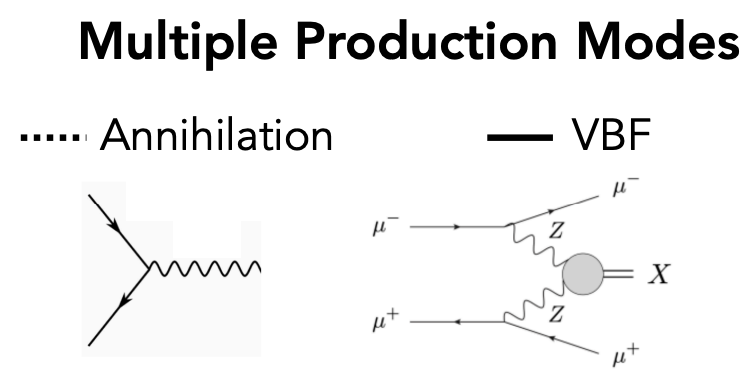 Multiple Production Modes
Annihilation
VBF
μ⁻
μ⁻
Z
X
Z
μ⁺
μ⁺